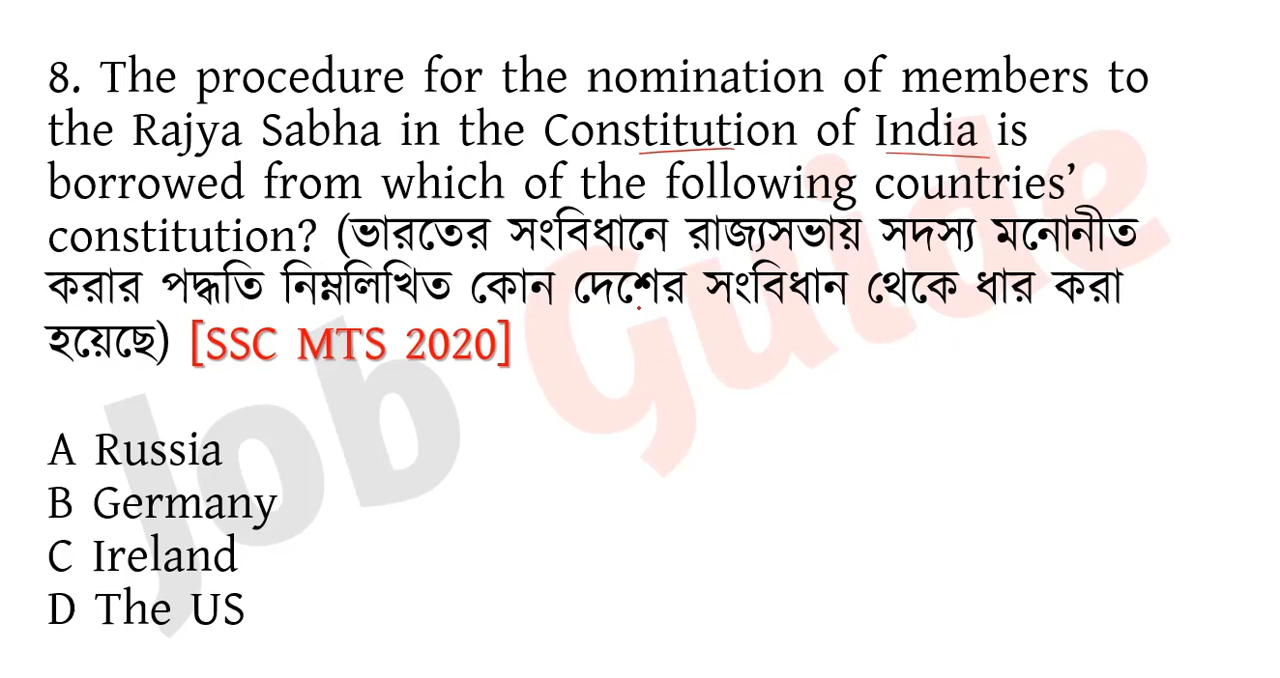 8. The procedure for the nomination of members to
the Rajya Sabha in the Constitution of India is
borrowed from which of the following countries’
constitution? (ভারতের সংবিধানে রাজ্যসভায় সদস্য মনোনীত
করার পদ্ধতি নিম্নলিখিত কোন দেশের সংবিধান থেকে ধার করা
হয়েছে) [SSC MTS 2020]
A Russia
B Germany
C Ireland
D The US
Job Guide